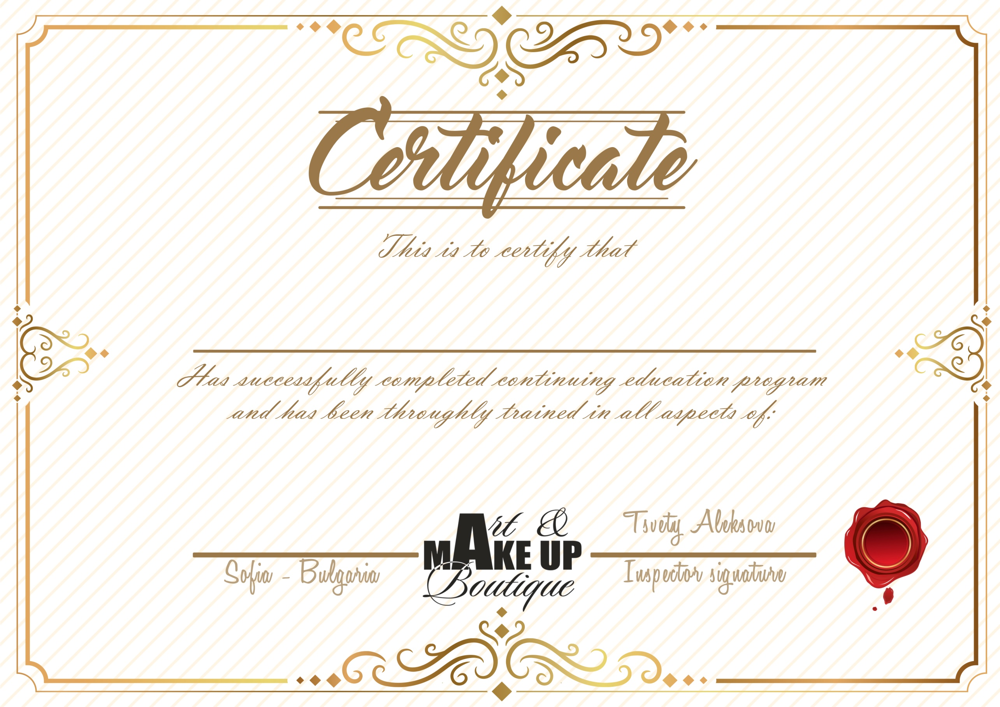 Certificate
This is to certify that
Has successfully completed continuing education program
and has been throughly trained in all aspects of:
Art &
MAKE UP
Boutique
Tsvety Aleksova
Sofia - Bulgaria
Inspector signature